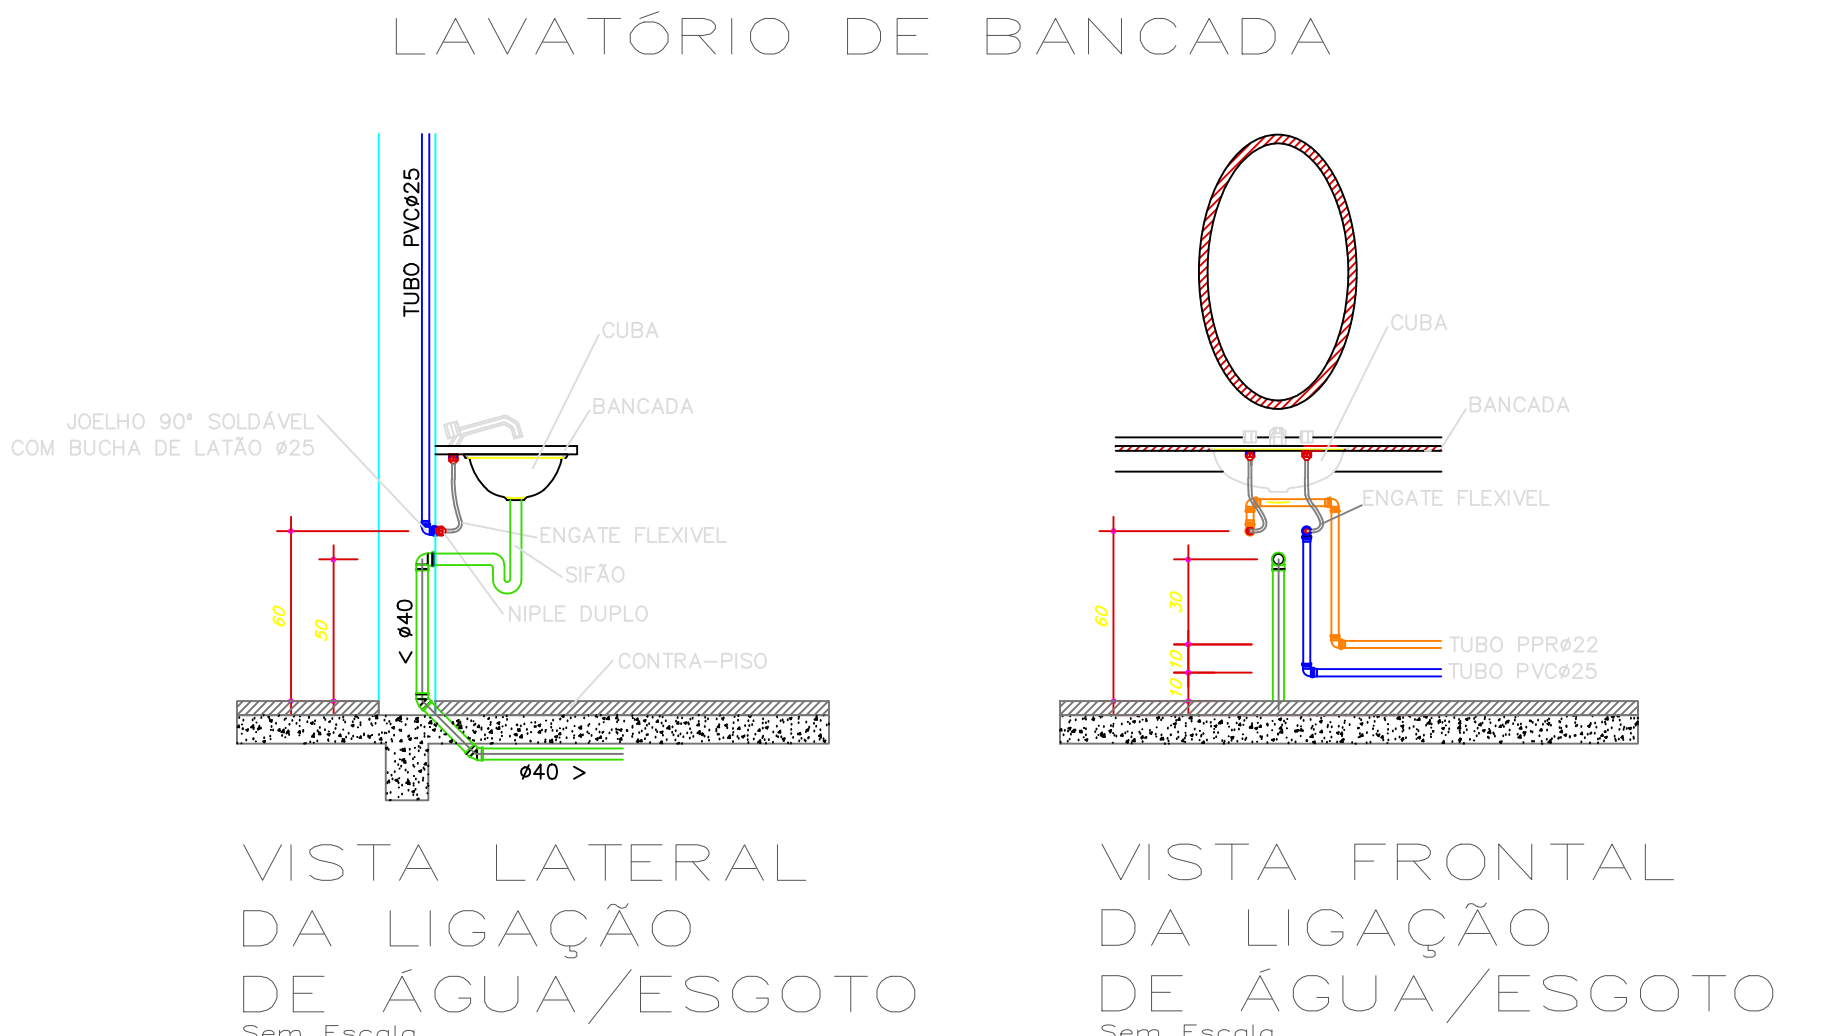 LAVATÓRIO DE BANCADA
TUBO PVCø25
CUBA
BANCADA
JOELHO 90° SOLDÁVEL
COM BUCHA DE LATÃO ø25
ENGATE FLEXIVEL
SIFÃO
NIPLE DUPLO
CONTRA-PISO
60
50
< ø40
ø40 >
VISTA LATERAL
DA LIGAÇÃO
DE ÁGUA/ESGOTO
Sem Escala
CUBA
BANCADA
ENGATE FLEXIVEL
60
30
10
10
TUBO PPRø22
TUBO PVCø25
VISTA FRONTAL
DA LIGAÇÃO
DE ÁGUA/ESGOTO
Sem Escala